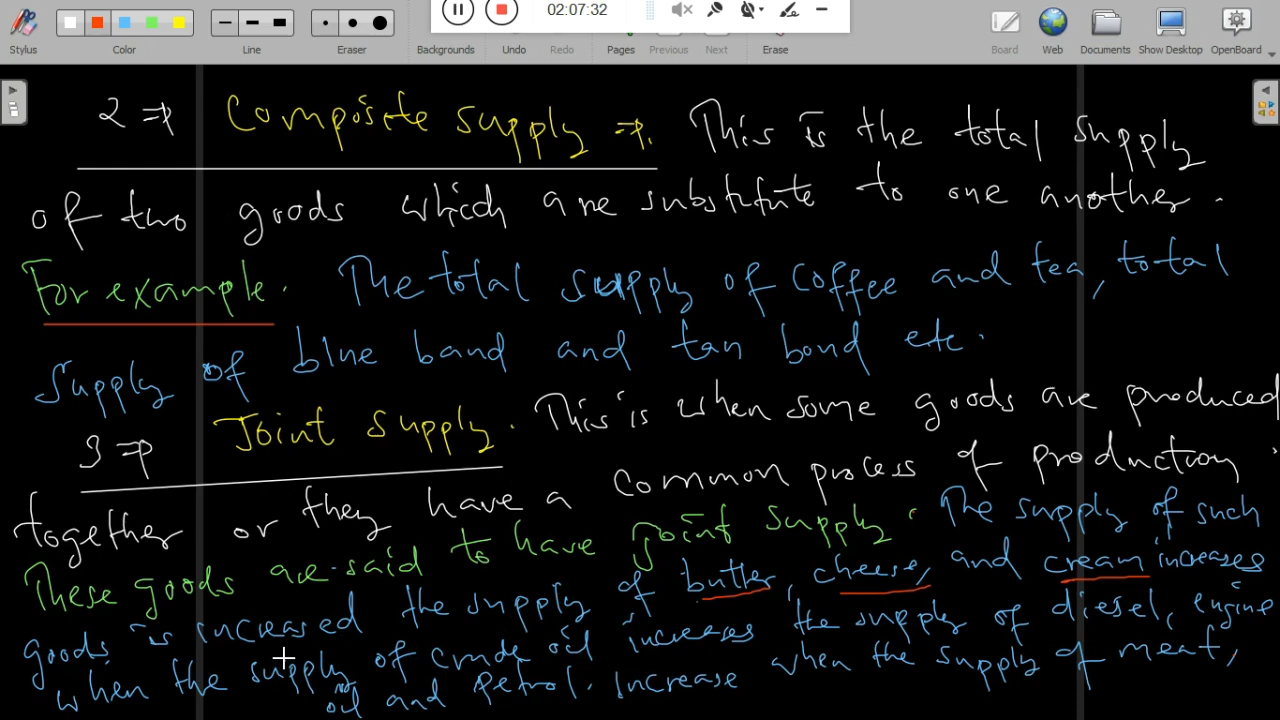 02:07:32
Stylus Color Line Eraser Backgrounds Undo Redo Pages Previous Next Erase Board Web Documents Show Desktop OpenBoard
2 ⇒ Composite supply ⇒. This is the total supply
of two goods which are substitute to one another.
For example. The total supply of coffee and tea, total
supply of blue band and tan bond etc.
3 ⇒ Joint supply. This is when some goods are produced
together or they have a common process of production.
These goods are said to have joint supply. The supply of such
goods is increased the supply of butter, cheese, and cream increases
when the supply of crude oil increases the supply of diesel, engine
oil and petrol. Increase when the supply of meat,